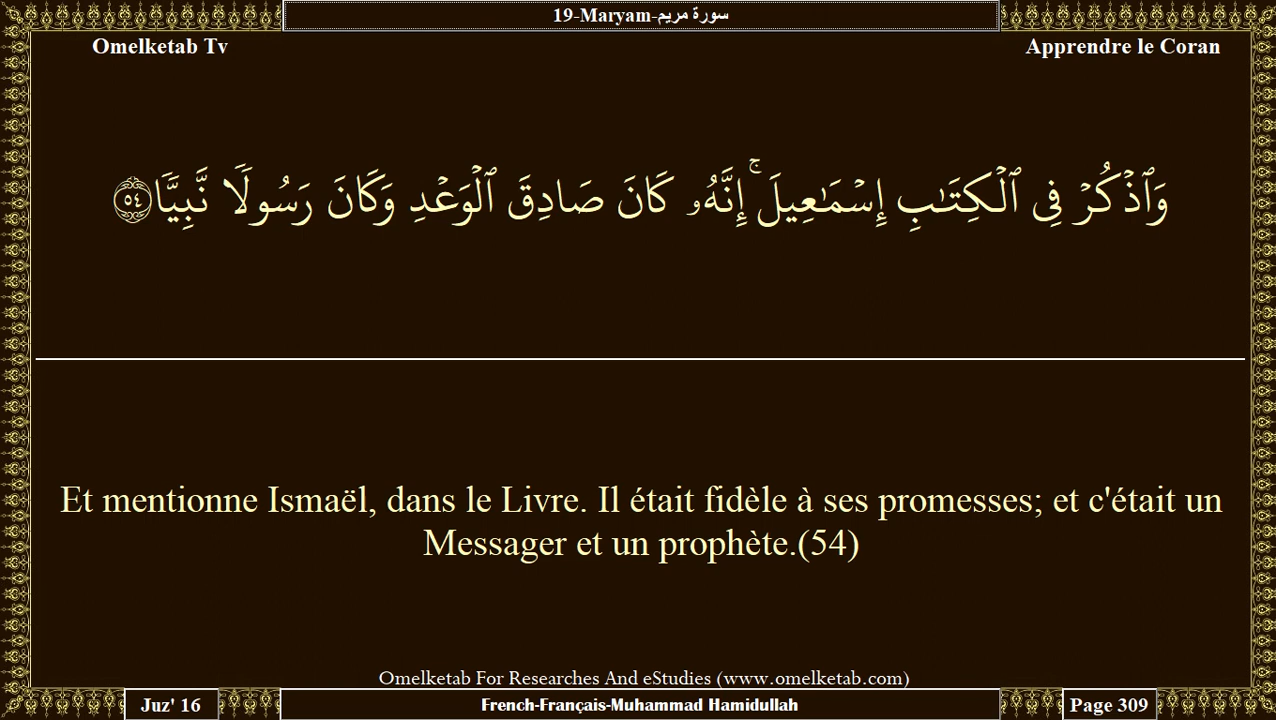 19-Maryam-سورة مريم
Omelketab Tv
Apprendre le Coran
وَٱذۡكُرۡ فِي ٱلۡكِتَٰبِ إِسۡمَٰعِيلَۚ إِنَّهُۥ كَانَ صَادِقَ ٱلۡوَعۡدِ وَكَانَ رَسُولٗا نَّبِيّٗا ٥٤
Et mentionne Ismaël, dans le Livre. Il était fidèle à ses promesses; et c'était un
Messager et un prophète.(54)
Omelketab For Researches And eStudies (www.omelketab.com)
Juz' 16
French-Français-Muhammad Hamidullah
Page 309